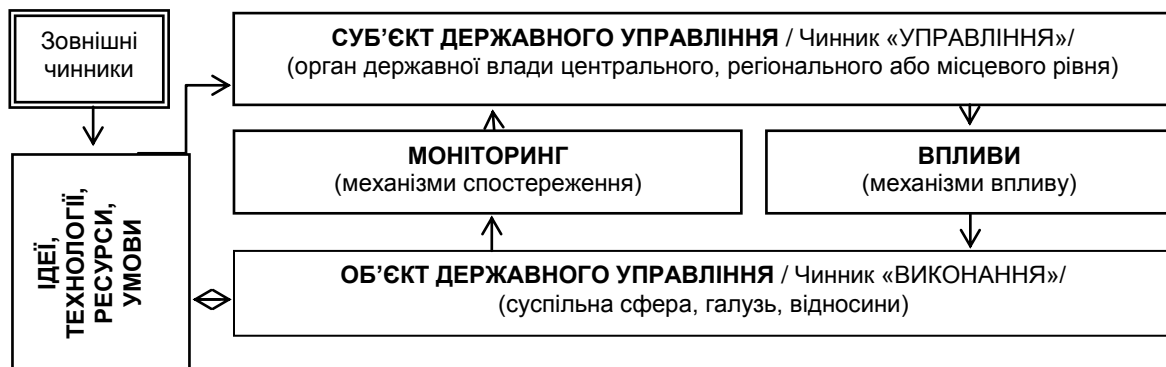 Зовнішні
чинники
СУБ’ЄКТ ДЕРЖАВНОГО УПРАВЛІННЯ / Чинник «УПРАВЛІННЯ»/
(орган державної влади центрального, регіонального або місцевого рівня)
МОНІТОРИНГ
(механізми спостереження)
ВПЛИВИ
(механізми впливу)
ІДЕЇ,
ТЕХНОЛОГІЇ,
РЕСУРСИ,
УМОВИ
ОБ’ЄКТ ДЕРЖАВНОГО УПРАВЛІННЯ / Чинник «ВИКОНАННЯ»/
(суспільна сфера, галузь, відносини)